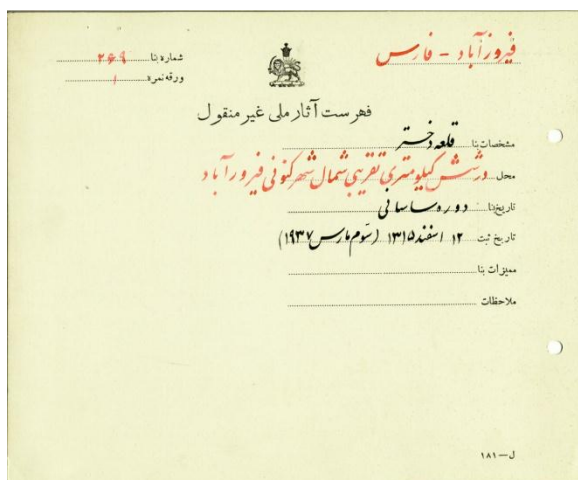 فیروزآباد - فارس
شماره بنا ۲۶۹
ورقه نمره ۱
فهرست آثار ملی غیر منقول
مشخصات بنا قلعه دختر
محل در شش کیلومتری تقریبی شمال شهر کنونی فیروزآباد
تاریخ بنا دوره ساسانی
تاریخ ثبت ۱۲ اسفند ۱۳۱۵ (سوم مارس ۱۹۳۷)
ممیزات بنا
ملاحظات
ل — ۱۸۱